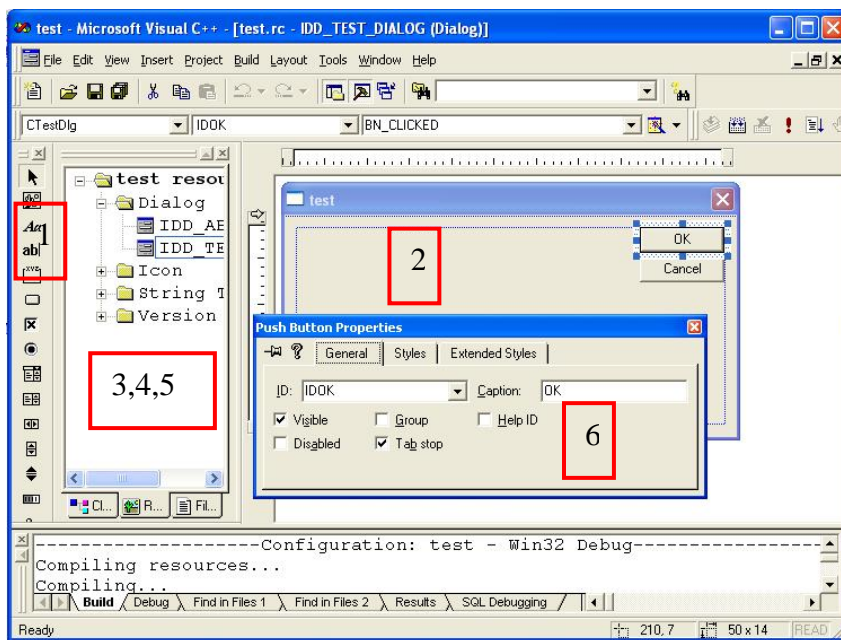 test - Microsoft Visual C++ - [test.rc - IDD_TEST_DIALOG (Dialog)]
File Edit View Insert Project Build Layout Tools Window Help
CTestDlg IDOK BN_CLICKED
test resou
Dialog
IDD_AB
IDD_TE
Icon
String T
Version
Aa
ab
1
test
2
OK
Cancel
3,4,5
Push Button Properties
General Styles Extended Styles
ID: IDOK Caption: OK
Visible Group Help ID
Disabled Tab stop
6
Cl... R... Fil...
--------------------Configuration: test - Win32 Debug--------------------
Compiling resources...
Compiling...
Build Debug Find in Files 1 Find in Files 2 Results SQL Debugging
Ready 210, 7 50 x 14 READ